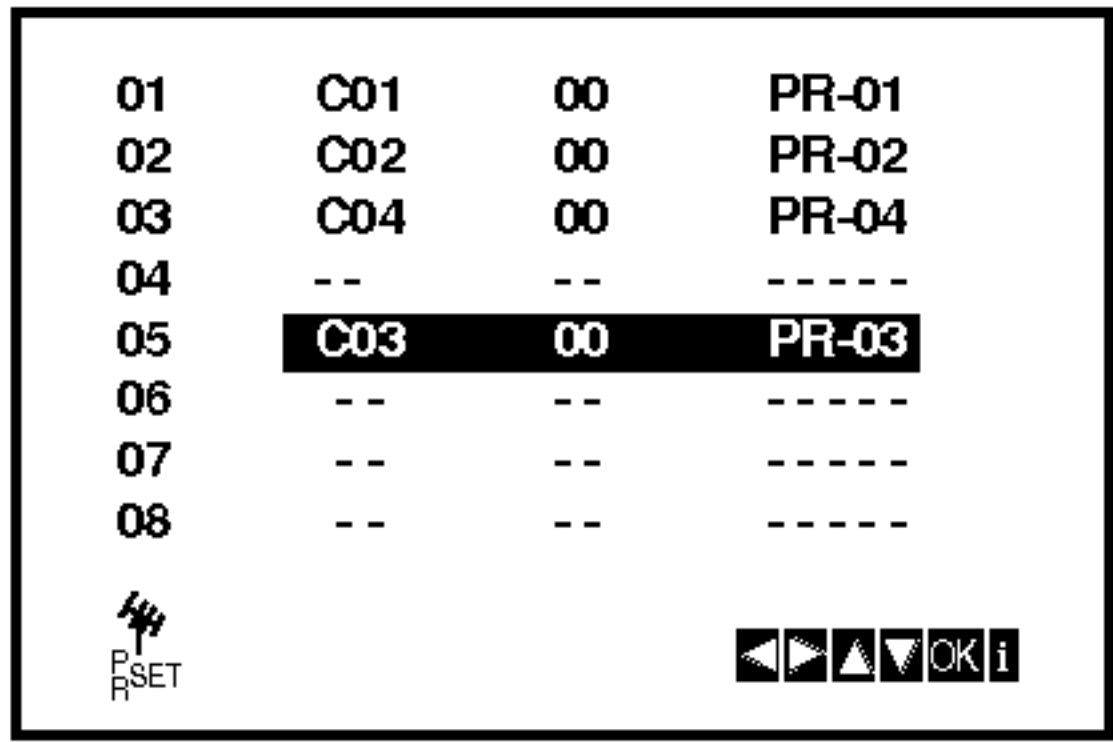 01 C01 00 PR-01
02 C02 00 PR-02
03 C04 00 PR-04
04 -- -- -----
05 C03 00 PR-03
06 -- -- -----
07 -- -- -----
08 -- -- -----
PR SET
OK i